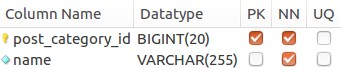 Column Name Datatype PK NN UQ
post_category_id BIGINT(20)
name VARCHAR(255)